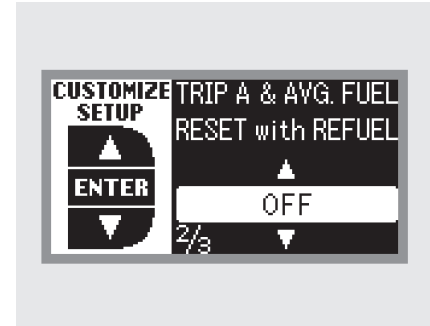 CUSTOMIZE
SETUP
ENTER
TRIP A & AVG. FUEL
RESET with REFUEL
OFF
2/3